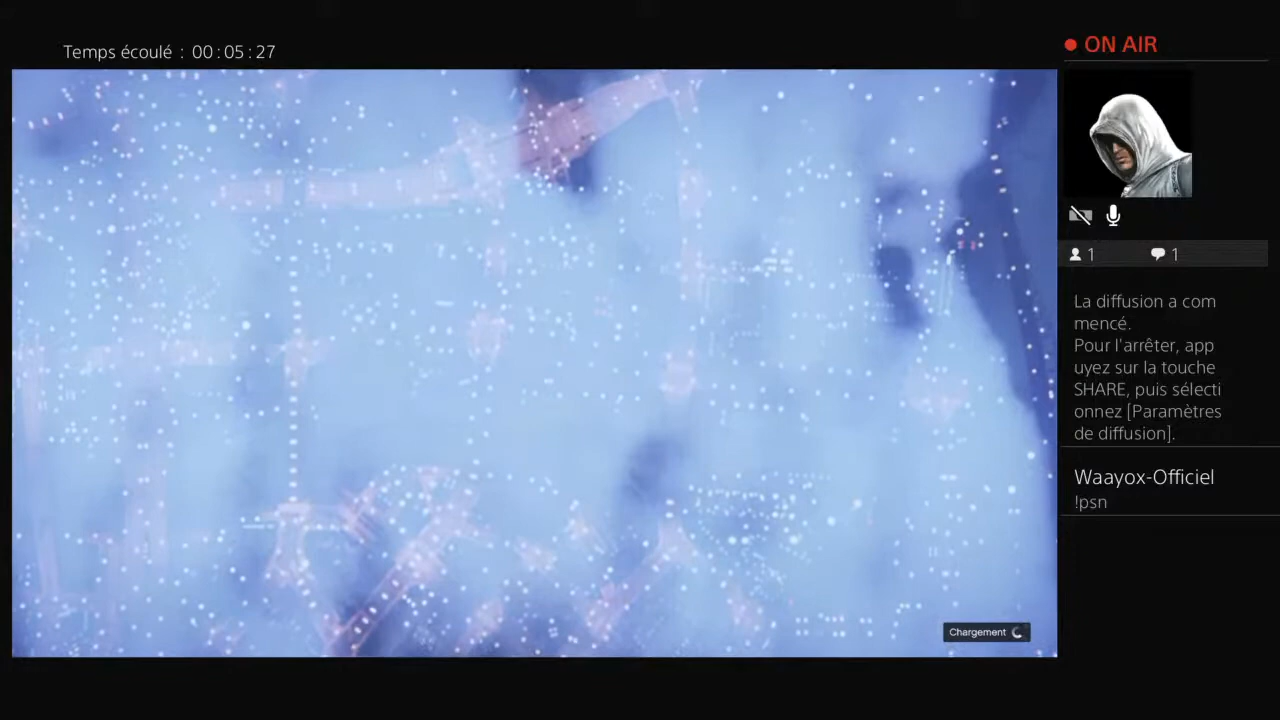 Temps écoulé : 00:05:27
ON AIR
1
1
La diffusion a com
mencé.
Pour l'arrêter, app
uyez sur la touche
SHARE, puis sélecti
onnez [Paramètres
de diffusion].
Waayox-Officiel
!psn
Chargement